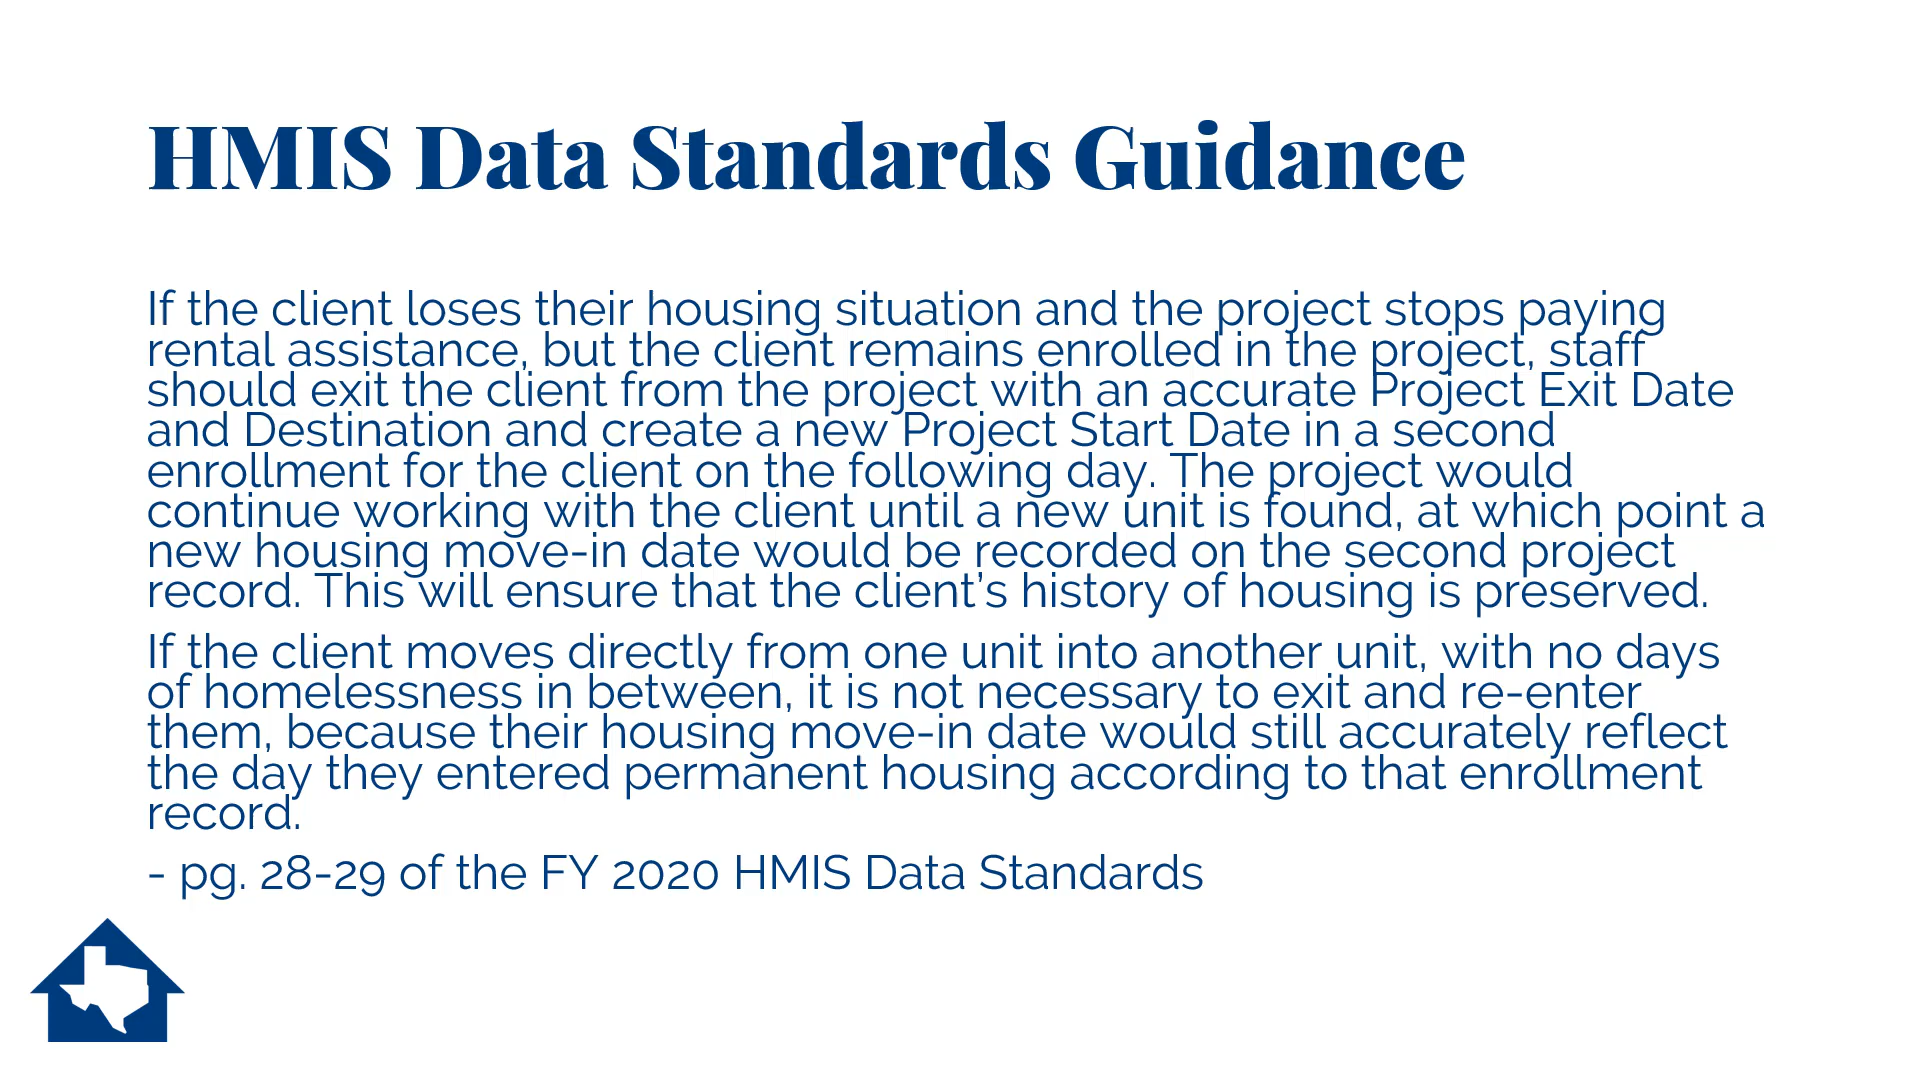 HMIS Data Standards Guidance
If the client loses their housing situation and the project stops paying
rental assistance, but the client remains enrolled in the project, staff
should exit the client from the project with an accurate Project Exit Date
and Destination and create a new Project Start Date in a second
enrollment for the client on the following day. The project would
continue working with the client until a new unit is found, at which point a
new housing move-in date would be recorded on the second project
record. This will ensure that the client’s history of housing is preserved.
If the client moves directly from one unit into another unit, with no days
of homelessness in between, it is not necessary to exit and re-enter
them, because their housing move-in date would still accurately reflect
the day they entered permanent housing according to that enrollment
record.
- pg. 28-29 of the FY 2020 HMIS Data Standards